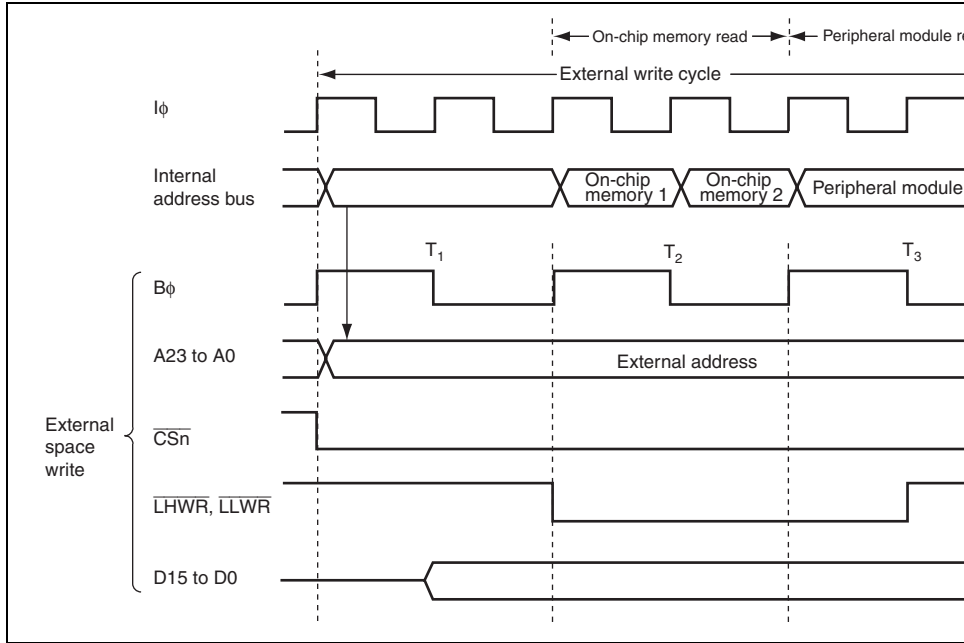 On-chip memory read
Peripheral module re
External write cycle
Iϕ
Internal
address bus
On-chip
memory 1
On-chip
memory 2
Peripheral module
T1
T2
T3
Bϕ
A23 to A0
External address
External
space
write
CSn
LHWR, LLWR
D15 to D0